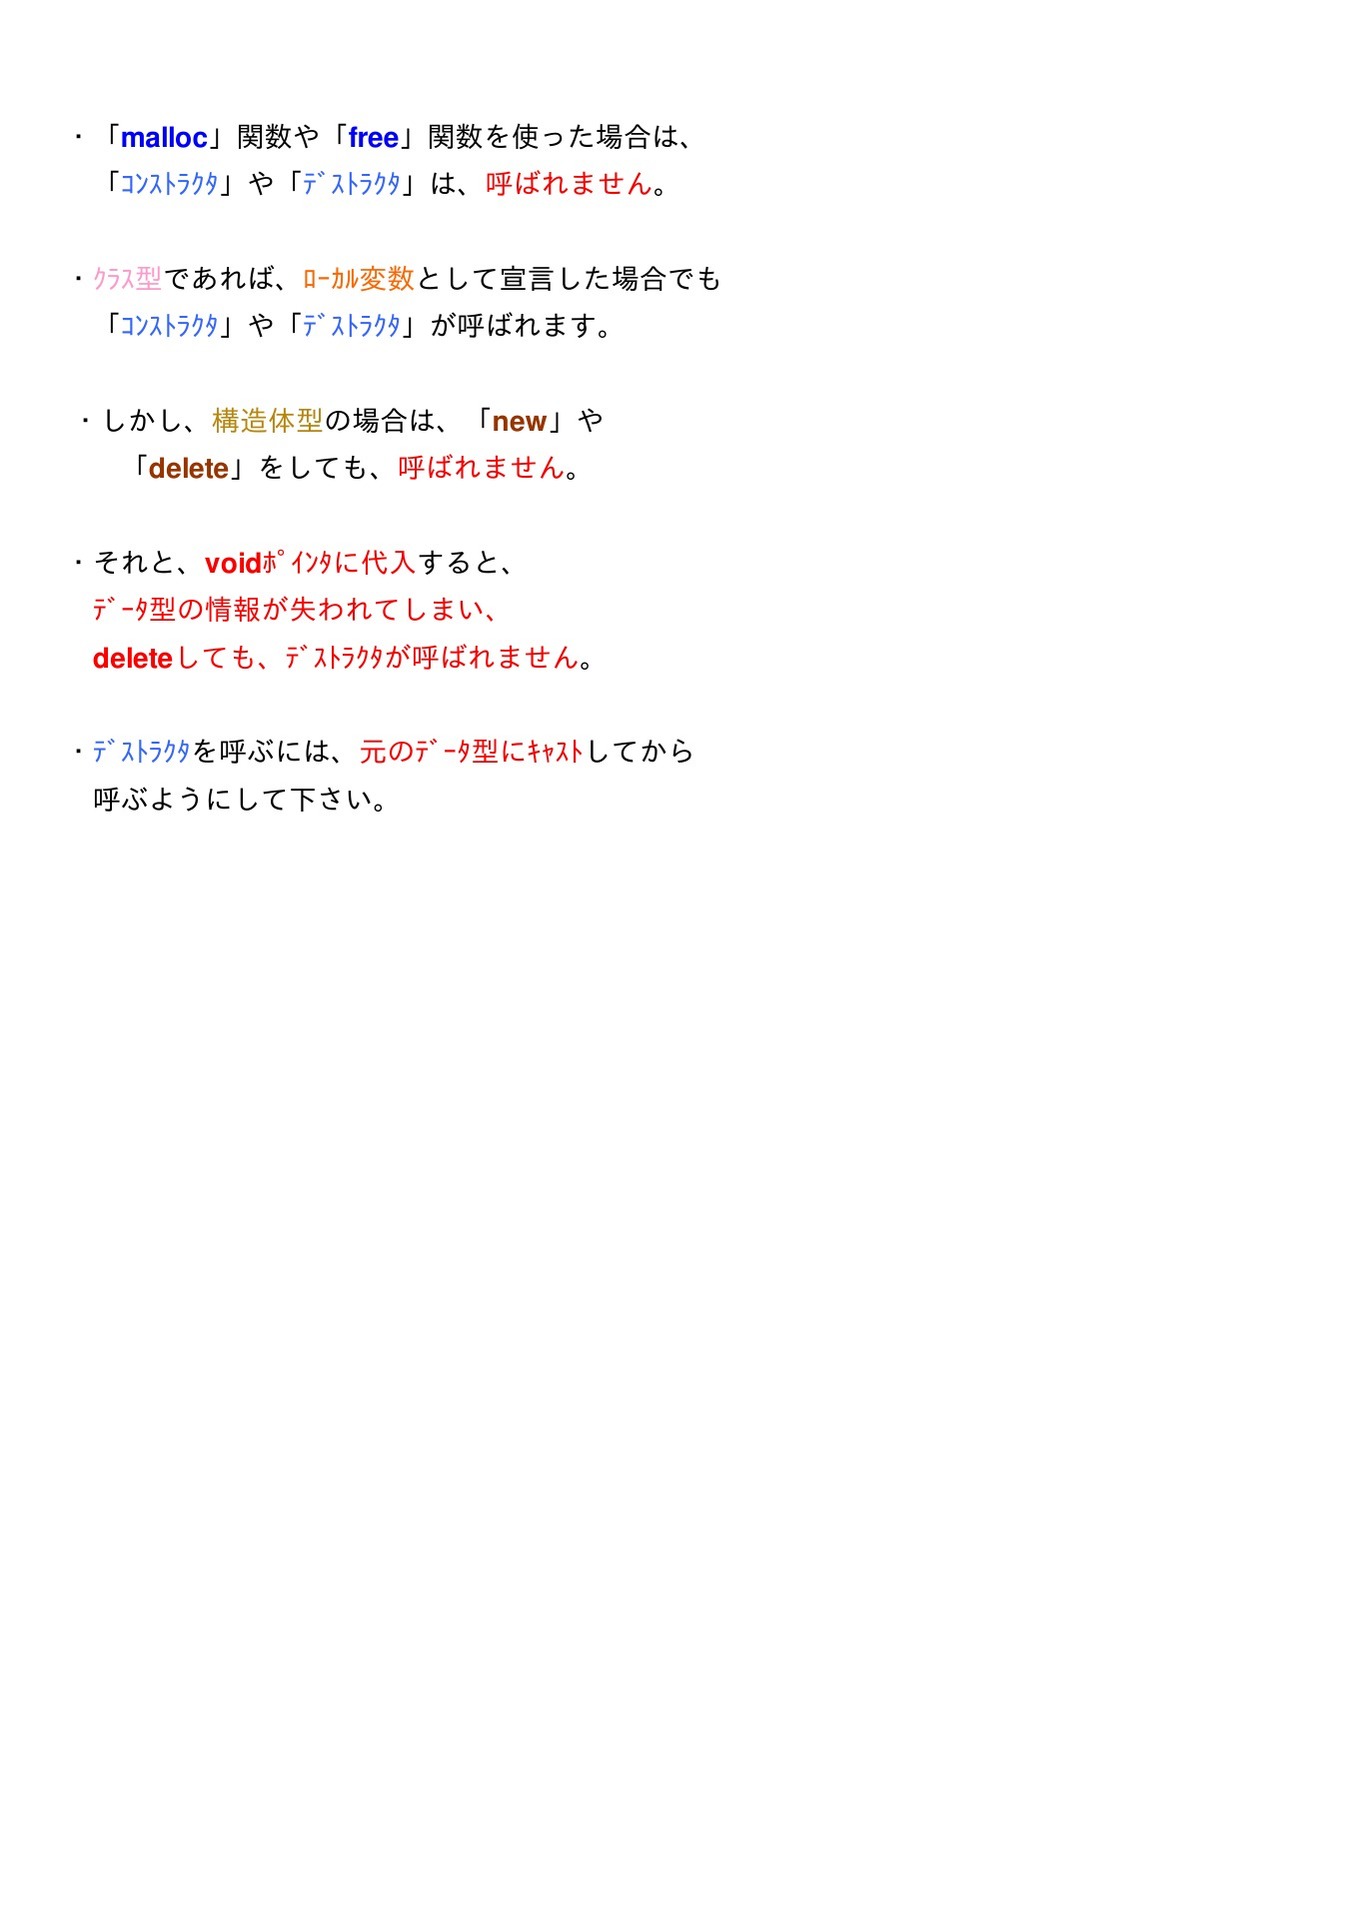 ・「malloc」関数や「free」関数を使った場合は、
「ｺﾝｽﾄﾗｸﾀ」や「ﾃﾞｽﾄﾗｸﾀ」は、呼ばれません。
・ｸﾗｽ型であれば、ﾛｰｶﾙ変数として宣言した場合でも
「ｺﾝｽﾄﾗｸﾀ」や「ﾃﾞｽﾄﾗｸﾀ」が呼ばれます。
・しかし、構造体型の場合は、「new」や
「delete」をしても、呼ばれません。
・それと、voidﾎﾟｲﾝﾀに代入すると、
ﾃﾞｰﾀ型の情報が失われてしまい、
deleteしても、ﾃﾞｽﾄﾗｸﾀが呼ばれません。
・ﾃﾞｽﾄﾗｸﾀを呼ぶには、元のﾃﾞｰﾀ型にｷｬｽﾄしてから
呼ぶようにして下さい。